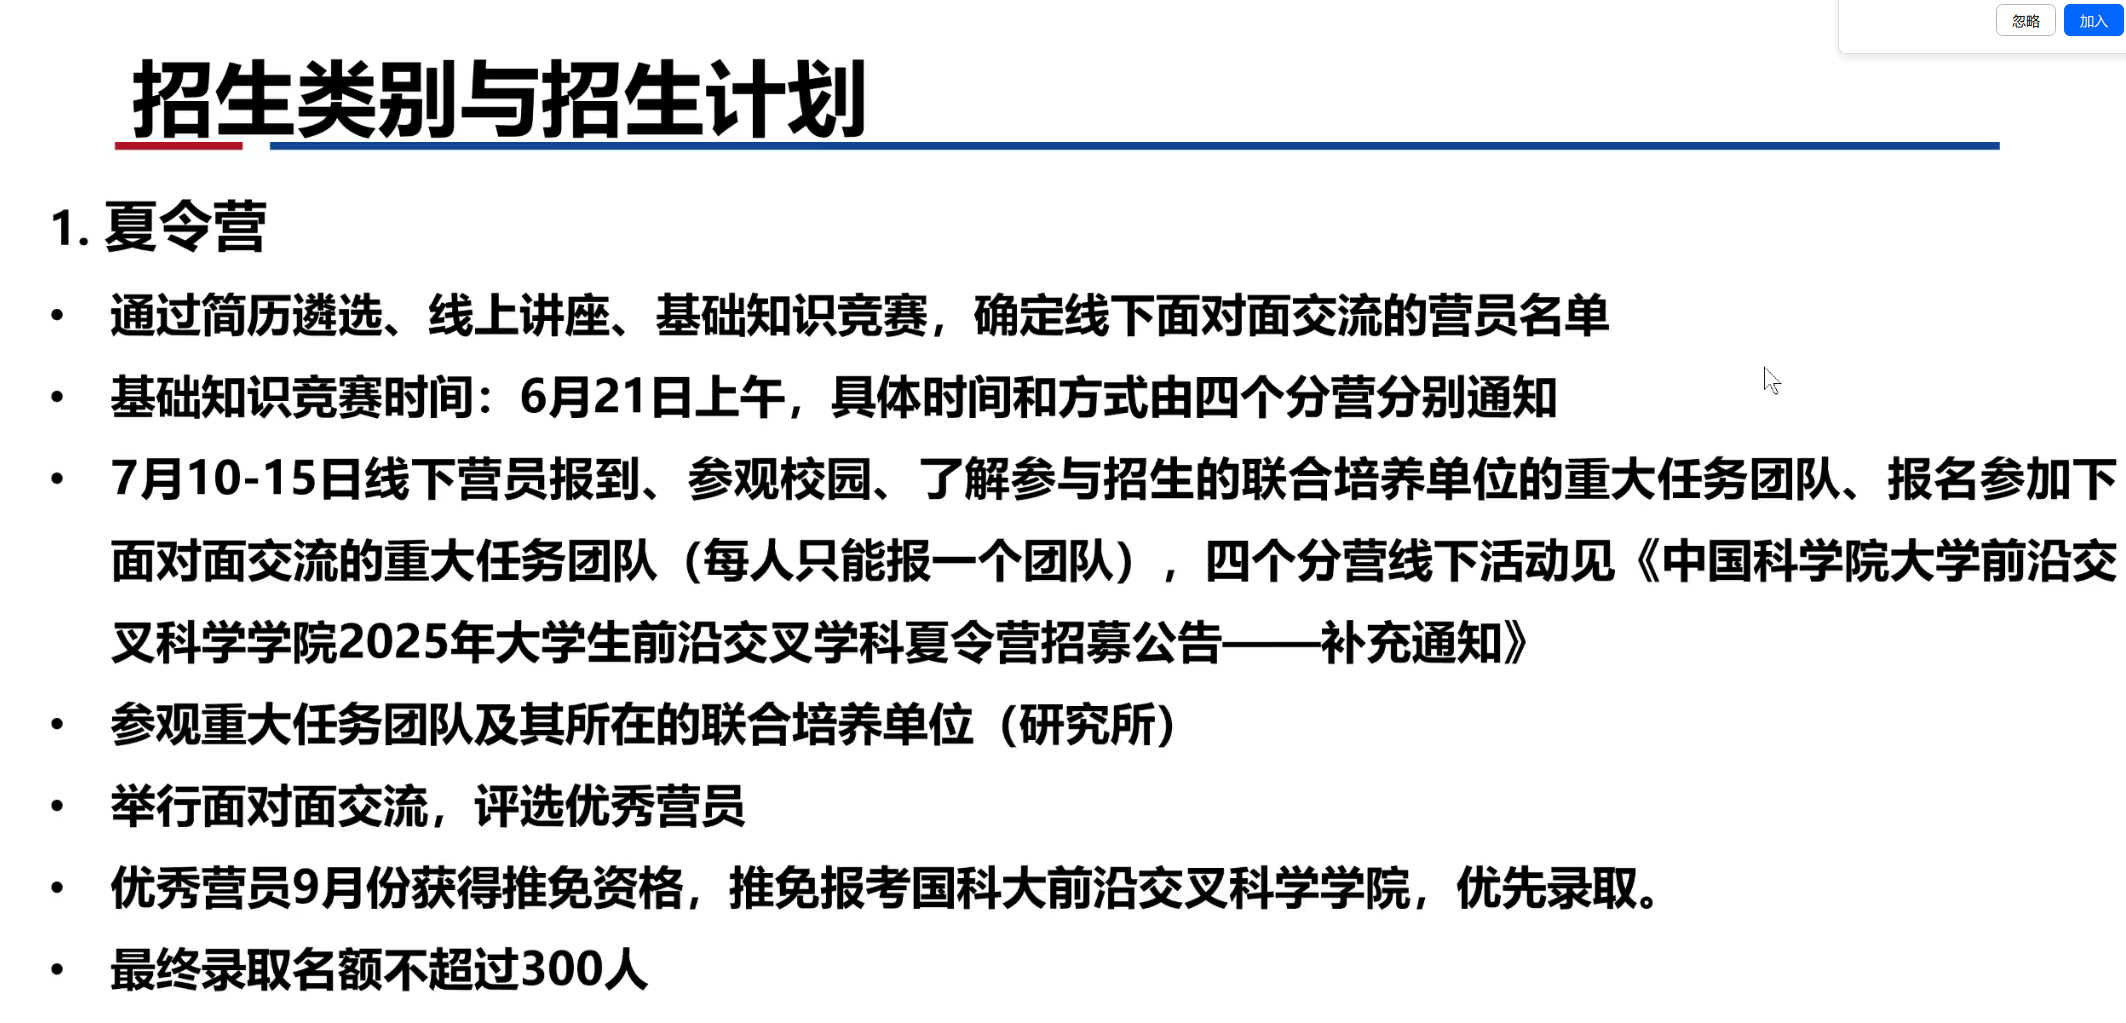 忽略 加入
招生类别与招生计划
1. 夏令营
• 通过简历遴选、线上讲座、基础知识竞赛，确定线下面对面交流的营员名单
• 基础知识竞赛时间：6月21日上午，具体时间和方式由四个分营分别通知
• 7月10-15日线下营员报到、参观校园、了解参与招生的联合培养单位的重大任务团队、报名参加下
面对面交流的重大任务团队（每人只能报一个团队），四个分营线下活动见《中国科学院大学前沿交
叉科学学院2025年大学生前沿交叉学科夏令营招募公告——补充通知》
• 参观重大任务团队及其所在的联合培养单位（研究所）
• 举行面对面交流，评选优秀营员
• 优秀营员9月份获得推免资格，推免报考国科大前沿交叉科学学院，优先录取。
• 最终录取名额不超过300人